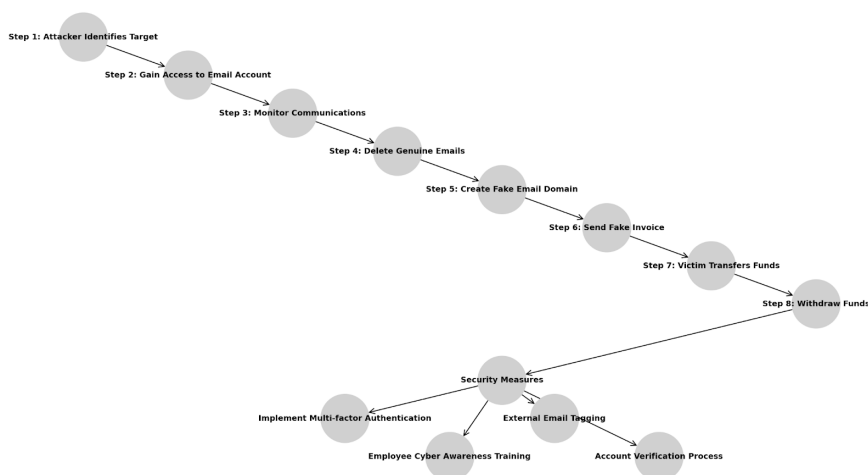 Step 1: Attacker Identifies Target
Step 2: Gain Access to Email Account
Step 3: Monitor Communications
Step 4: Delete Genuine Emails
Step 5: Create Fake Email Domain
Step 6: Send Fake Invoice
Step 7: Victim Transfers Funds
Step 8: Withdraw Funds
Security Measures
Implement Multi-factor Authentication
External Email Tagging
Employee Cyber Awareness Training
Account Verification Process